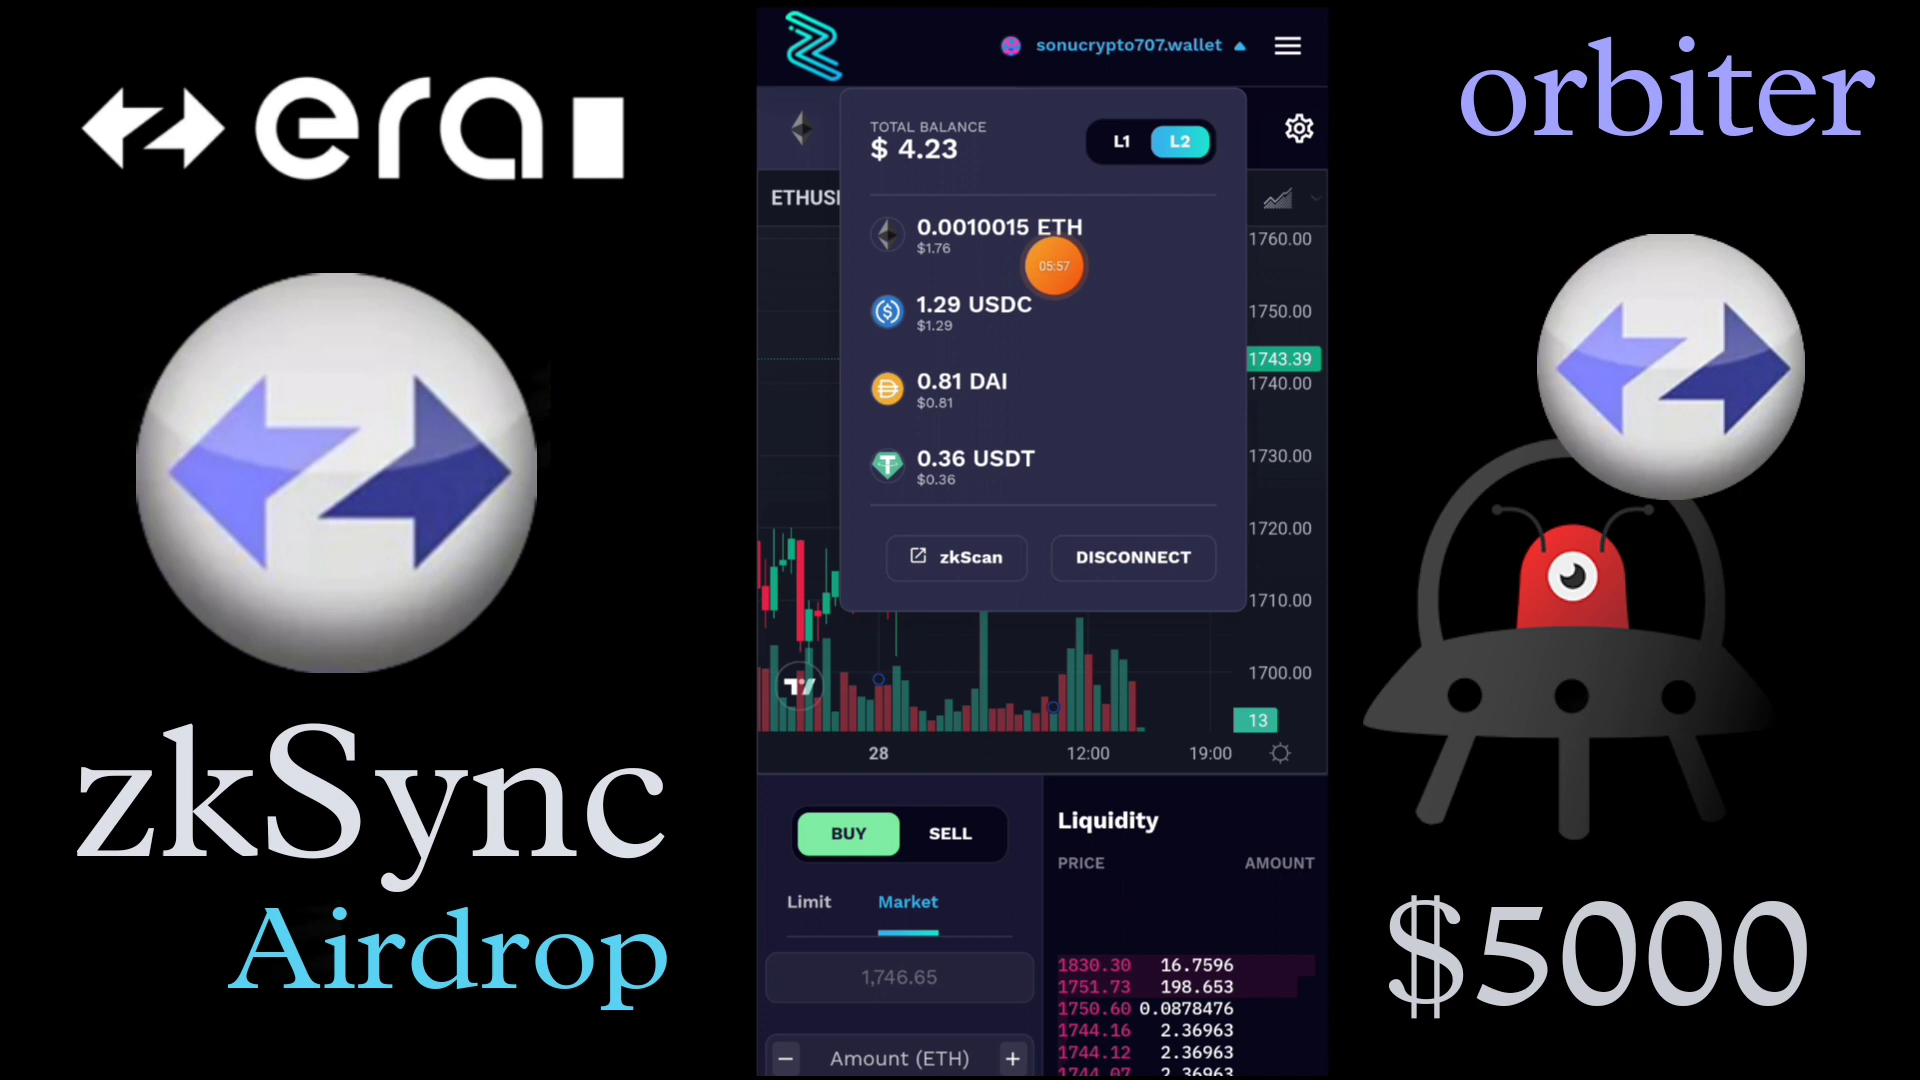 era
zkSync
Airdrop
sonucrypto707.wallet
TOTAL BALANCE
$ 4.23
L1 L2
0.0010015 ETH
$1.76
05:57
1.29 USDC
$1.29
0.81 DAI
$0.81
0.36 USDT
$0.36
zkScan DISCONNECT
1760.00
1750.00
1743.39
1740.00
1730.00
1720.00
1710.00
1700.00
13
28 12:00 19:00
BUY SELL
Limit Market
1,746.65
− Amount (ETH) +
Liquidity
PRICE AMOUNT
1830.30 16.7596
1751.73 198.653
1750.60 0.0878476
1744.16 2.36963
1744.12 2.36963
1744.07 2.36963
orbiter
$5000